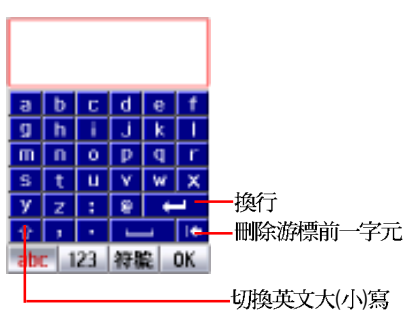 a b c d e f
g h i j k l
m n o p q r
s t u v w x
y z : @
, .
abc 123 符號 OK
換行
刪除游標前一字元
切換英文大(小)寫